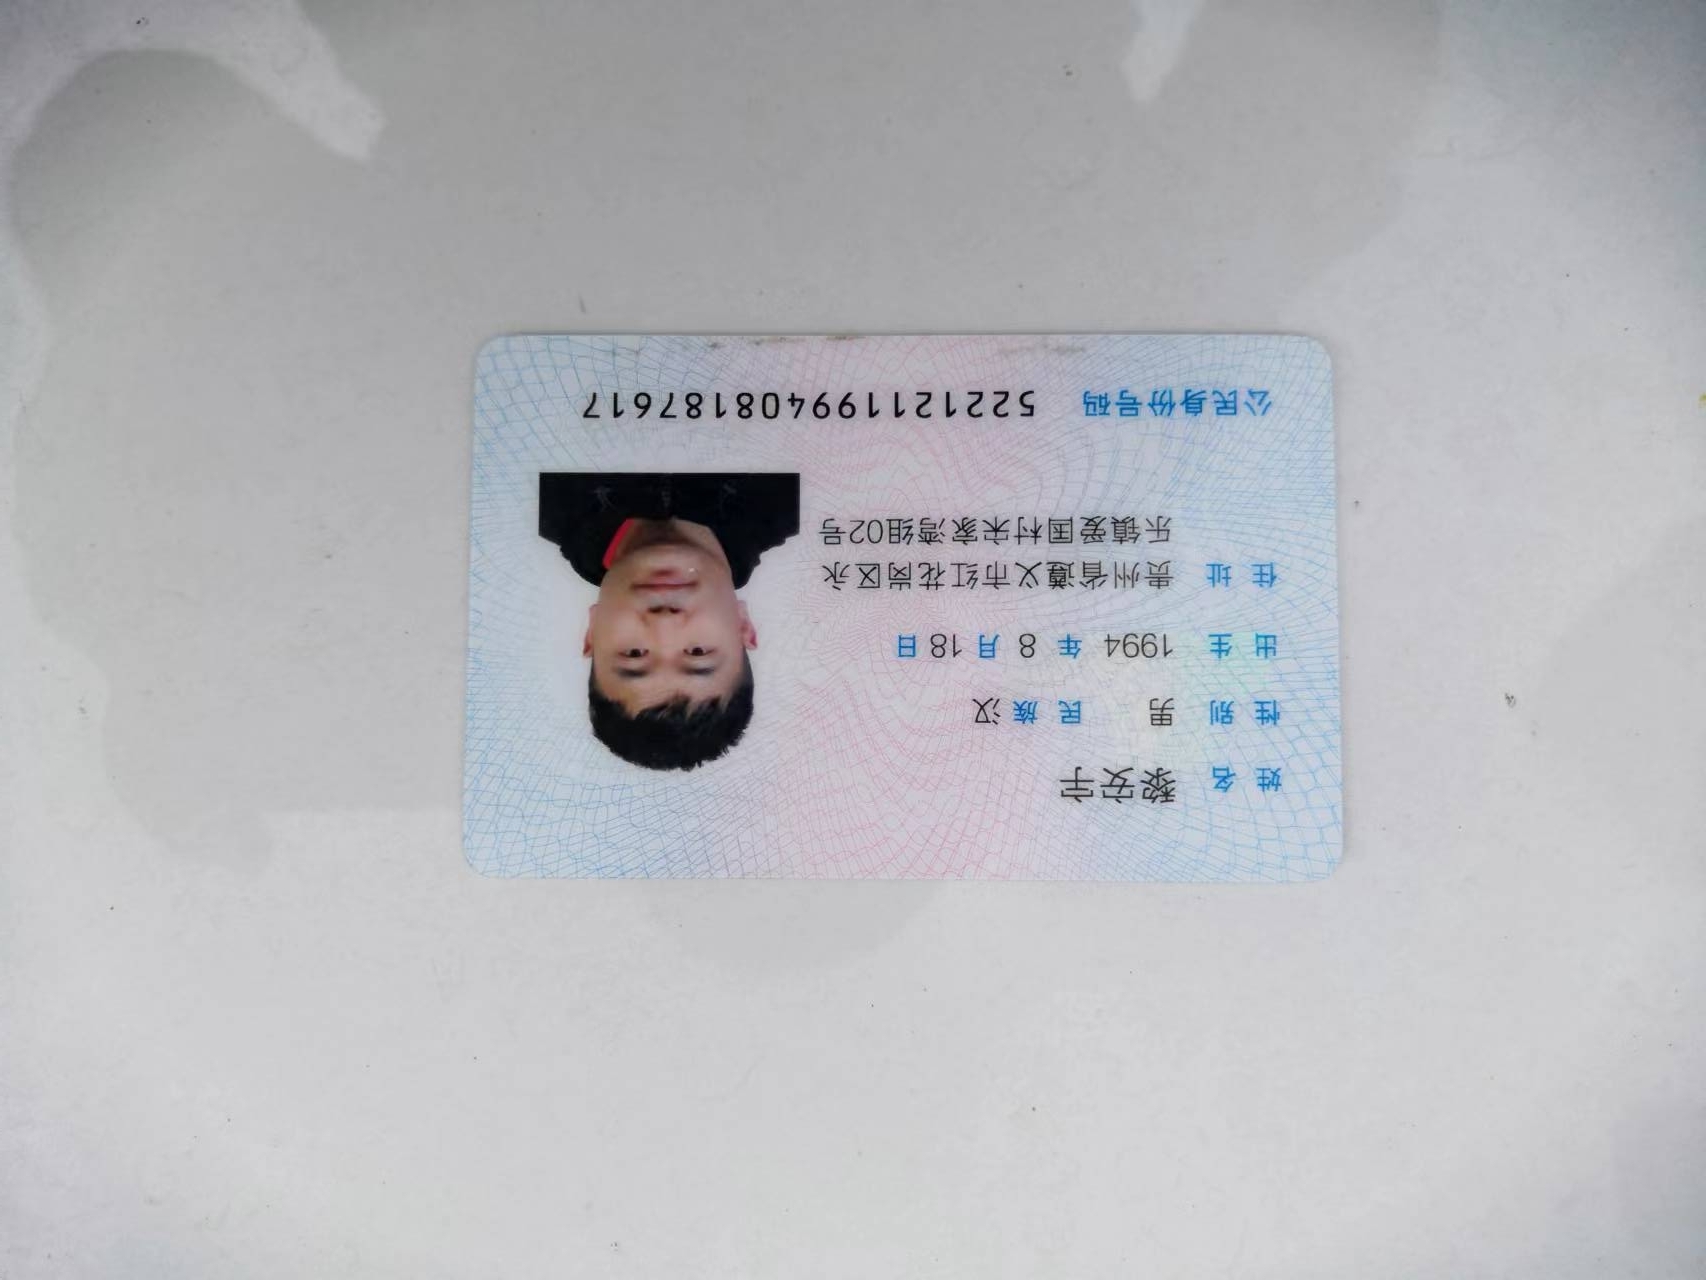 姓名 黎安宇
性别 男 民族 汉
出生 1994 年 8 月 18 日
住址 贵州省遵义市红花岗区永
乐镇爱国村宋家湾组02号
公民身份号码 522121199408187617